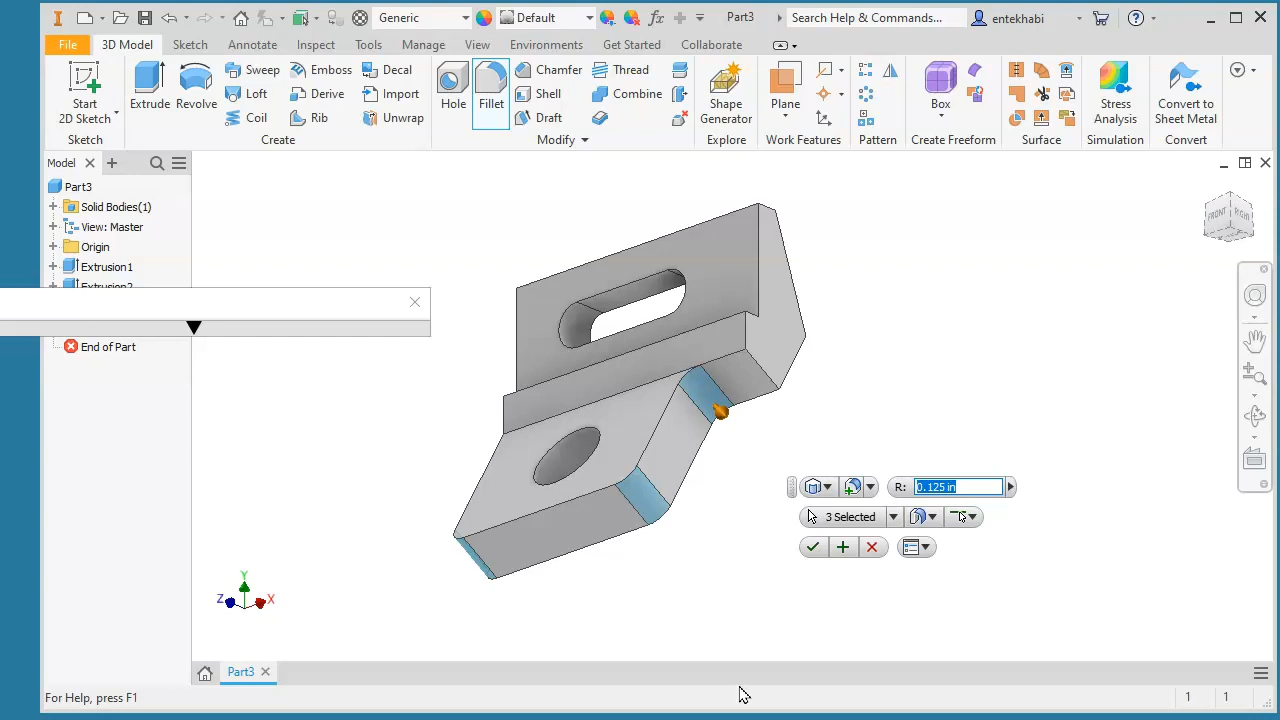 Generic
Default
Part3
Search Help & Commands...
entekhabi
File
3D Model
Sketch
Annotate
Inspect
Tools
Manage
View
Environments
Get Started
Collaborate
Start
2D Sketch
Extrude
Revolve
Sweep
Loft
Coil
Emboss
Derive
Rib
Decal
Import
Unwrap
Hole
Fillet
Chamfer
Shell
Draft
Thread
Combine
Shape
Generator
Plane
Box
Stress
Analysis
Convert to
Sheet Metal
Sketch
Create
Modify
Explore
Work Features
Pattern
Create Freeform
Surface
Simulation
Convert
Model
Part3
Solid Bodies(1)
View: Master
Origin
Extrusion1
Extrusion2
End of Part
FRONT
RIGHT
R:
0.125 in
3 Selected
Y
Z
X
Part3
For Help, press F1
1
1